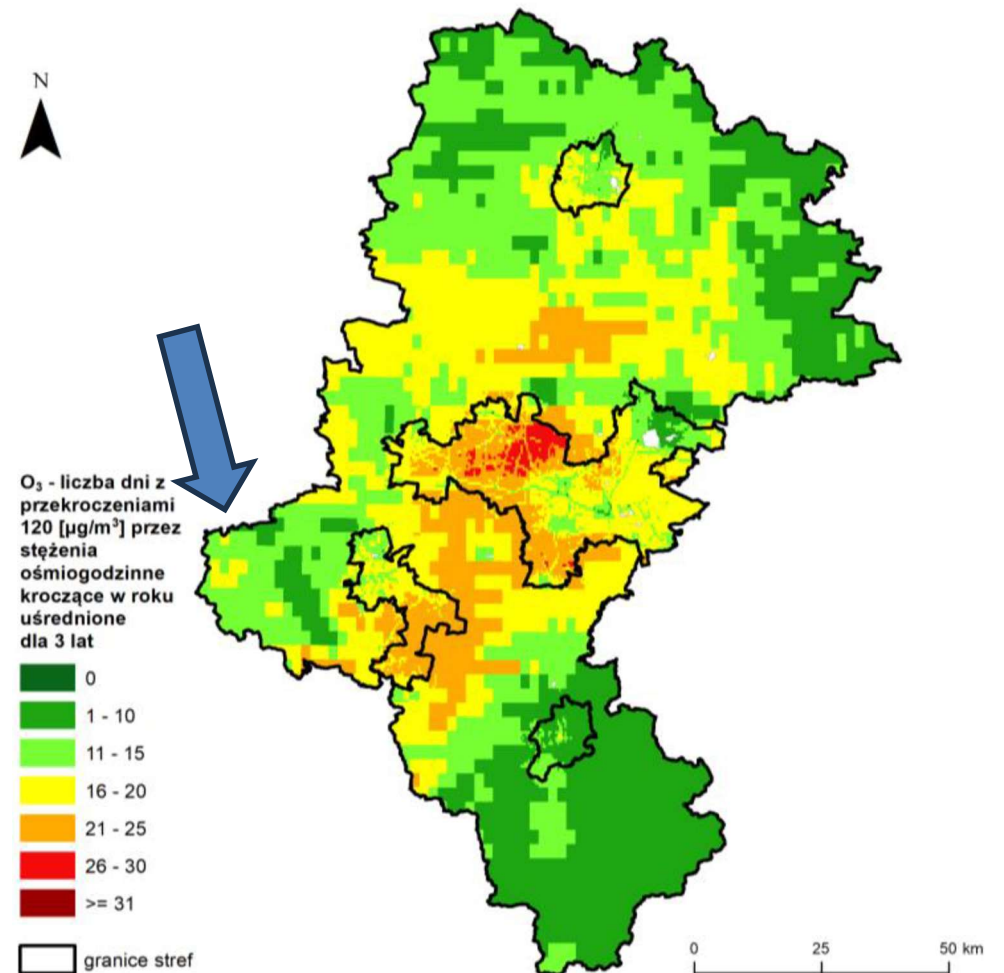 N
O₃ - liczba dni z
przekroczeniami
120 [µg/m³] przez
stężenia
ośmiogodzinne
kroczące w roku
uśrednione
dla 3 lat
0
1 - 10
11 - 15
16 - 20
21 - 25
26 - 30
>= 31
granice stref
0 25 50 km